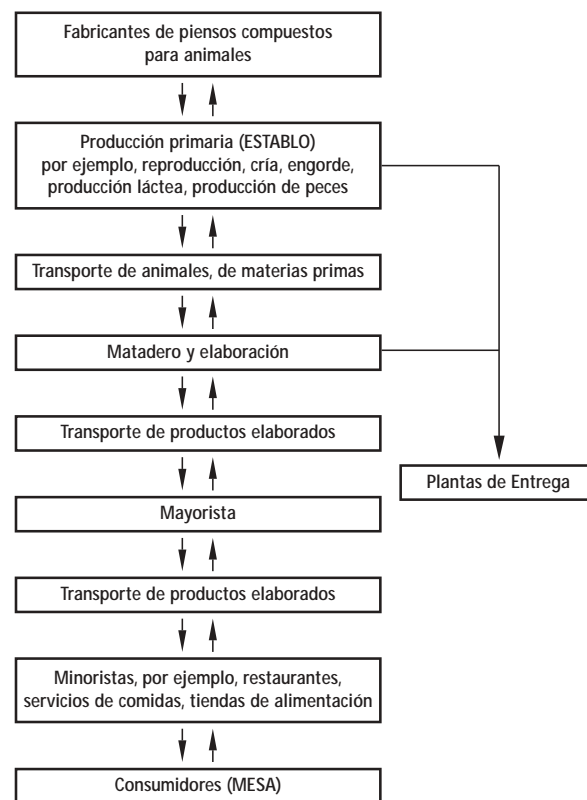 Fabricantes de piensos compuestos
para animales
Producción primaria (ESTABLO)
por ejemplo, reproducción, cría, engorde,
producción láctea, producción de peces
Transporte de animales, de materias primas
Matadero y elaboración
Transporte de productos elaborados
Plantas de Entrega
Mayorista
Transporte de productos elaborados
Minoristas, por ejemplo, restaurantes,
servicios de comidas, tiendas de alimentación
Consumidores (MESA)